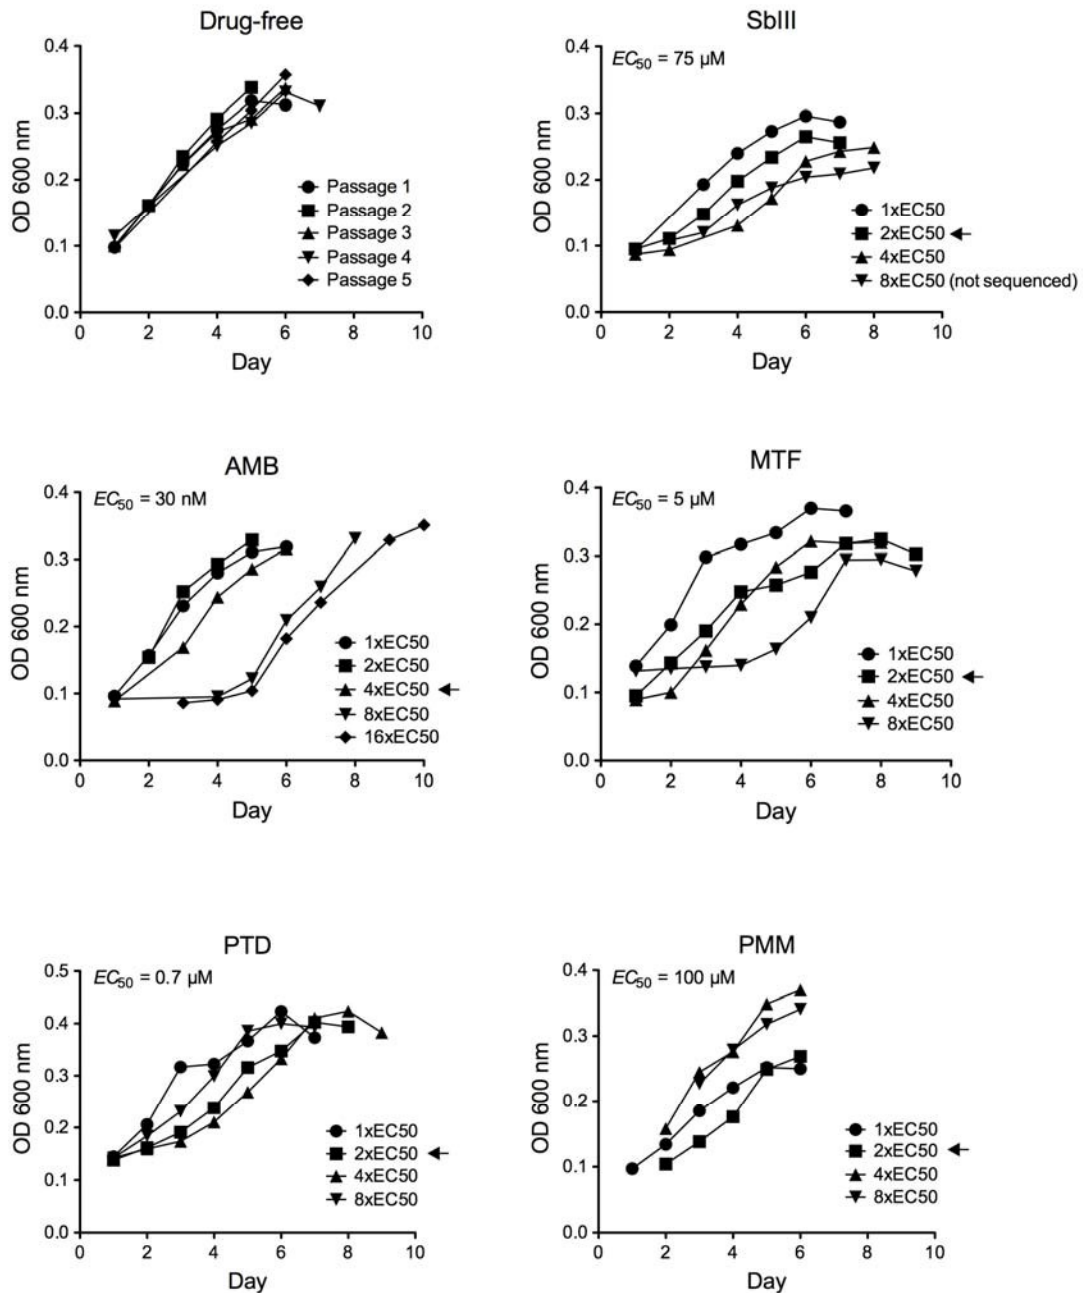 Drug-free
0.4
0.3
0.2
0.1
0.0
OD 600 nm
Passage 1
Passage 2
Passage 3
Passage 4
Passage 5
0 2 4 6 8 10
Day
SbIII
EC50 = 75 µM
0.4
0.3
0.2
0.1
0.0
OD 600 nm
1xEC50
2xEC50
4xEC50
8xEC50 (not sequenced)
0 2 4 6 8 10
Day
AMB
EC50 = 30 nM
0.4
0.3
0.2
0.1
0.0
OD 600 nm
1xEC50
2xEC50
4xEC50
8xEC50
16xEC50
0 2 4 6 8 10
Day
MTF
EC50 = 5 µM
0.4
0.3
0.2
0.1
0.0
OD 600 nm
1xEC50
2xEC50
4xEC50
8xEC50
0 2 4 6 8 10
Day
PTD
EC50 = 0.7 µM
0.5
0.4
0.3
0.2
0.1
0.0
OD 600 nm
1xEC50
2xEC50
4xEC50
8xEC50
0 2 4 6 8 10
Day
PMM
EC50 = 100 µM
0.4
0.3
0.2
0.1
0.0
OD 600 nm
1xEC50
2xEC50
4xEC50
8xEC50
0 2 4 6 8 10
Day